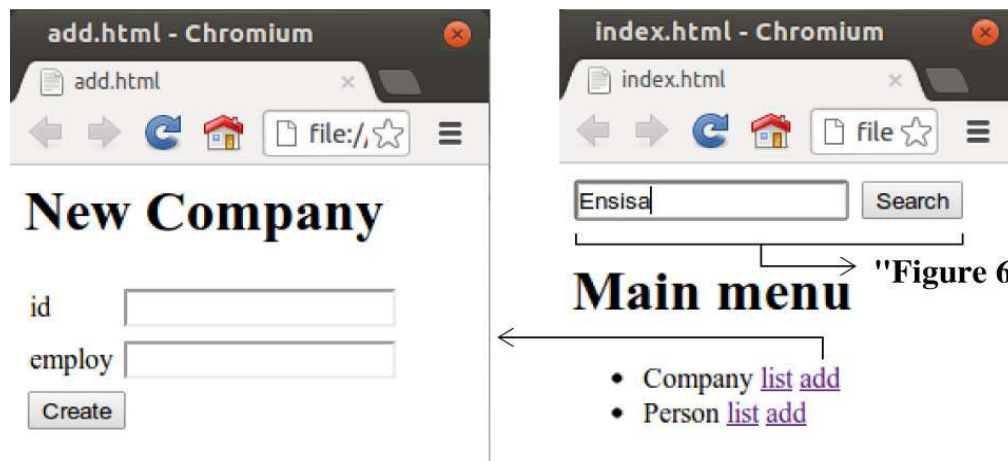 add.html - Chromium
add.html
file:/
New Company
id
employ
Create
index.html - Chromium
index.html
file
Ensisa
Search
"Figure 6
Main menu
Company list add
Person list add